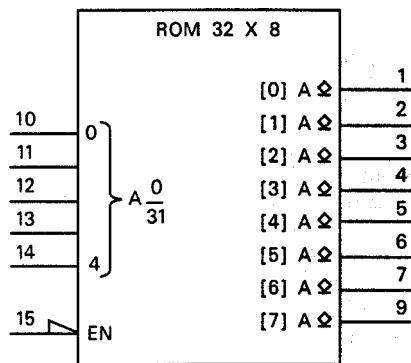 ROM 32 X 8
1
[0] A ◇
2
[1] A ◇
10
0
3
[2] A ◇
11
4
[3] A ◇
12
A 0/31
5
[4] A ◇
13
6
[5] A ◇
14
4
7
[6] A ◇
9
[7] A ◇
15
EN